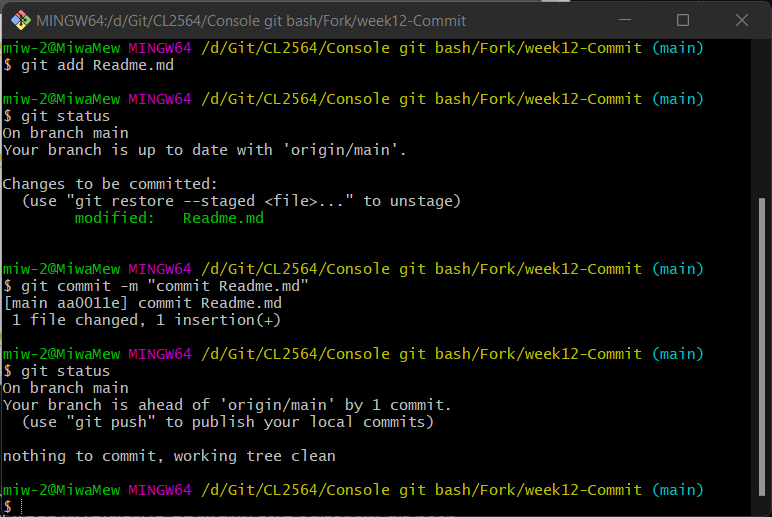 MINGW64:/d/Git/CL2564/Console git bash/Fork/week12-Commit
miw-2@MiwaMew MINGW64 /d/Git/CL2564/Console git bash/Fork/week12-Commit (main)
$ git add Readme.md
miw-2@MiwaMew MINGW64 /d/Git/CL2564/Console git bash/Fork/week12-Commit (main)
$ git status
On branch main
Your branch is up to date with 'origin/main'.
Changes to be committed:
  (use "git restore --staged <file>..." to unstage)
        modified:   Readme.md
miw-2@MiwaMew MINGW64 /d/Git/CL2564/Console git bash/Fork/week12-Commit (main)
$ git commit -m "commit Readme.md"
[main aa0011e] commit Readme.md
 1 file changed, 1 insertion(+)
miw-2@MiwaMew MINGW64 /d/Git/CL2564/Console git bash/Fork/week12-Commit (main)
$ git status
On branch main
Your branch is ahead of 'origin/main' by 1 commit.
  (use "git push" to publish your local commits)
nothing to commit, working tree clean
miw-2@MiwaMew MINGW64 /d/Git/CL2564/Console git bash/Fork/week12-Commit (main)
$